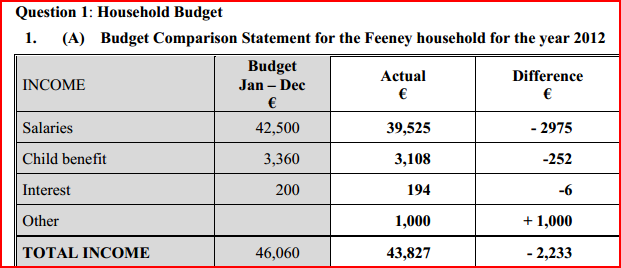 Question 1: Household Budget
1. (A) Budget Comparison Statement for the Feeney household for the year 2012
INCOME Budget Jan – Dec € Actual € Difference €
Salaries 42,500 39,525 - 2975
Child benefit 3,360 3,108 -252
Interest 200 194 -6
Other 1,000 + 1,000
TOTAL INCOME 46,060 43,827 - 2,233